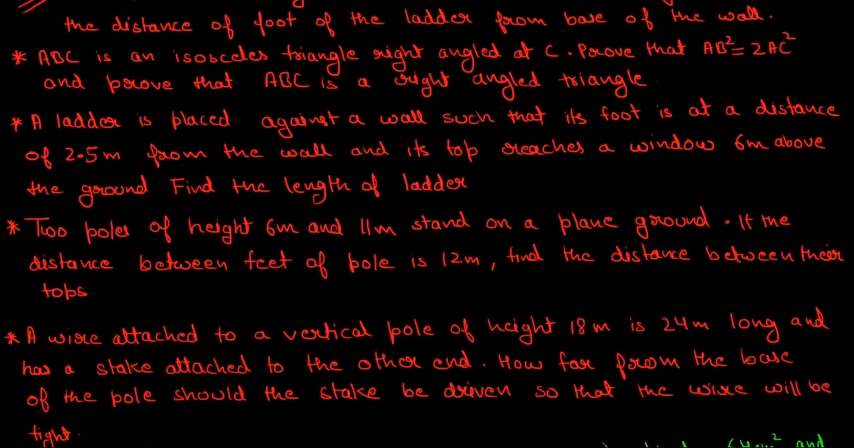 the distance of foot of the ladder from base of the wall.
* ABC is an isosceles triangle right angled at C. Prove that AB² = 2AC²
and prove that ABC is a right angled triangle
* A ladder is placed against a wall such that its foot is at a distance
of 2.5m from the wall and its top reaches a window 6m above
the ground Find the length of ladder
* Two poles of height 6m and 11m stand on a plane ground. If the
distance between feet of pole is 12m, find the distance between their
tops
* A wire attached to a vertical pole of height 18m is 24m long and
has a stake attached to the other end. How far from the base
of the pole should the stake be driven so that the wire will be
tight.
64cm² and